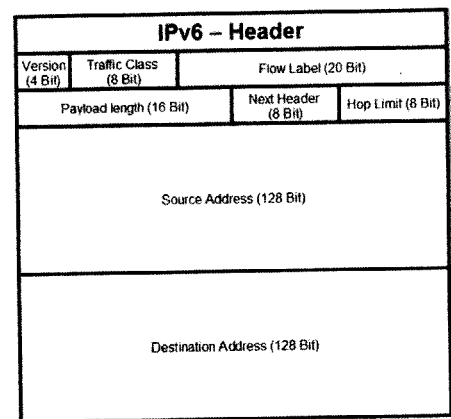 IPv6 – Header
Version
(4 Bit)
Traffic Class
(8 Bit)
Flow Label (20 Bit)
Payload length (16 Bit)
Next Header
(8 Bit)
Hop Limit (8 Bit)
Source Address (128 Bit)
Destination Address (128 Bit)